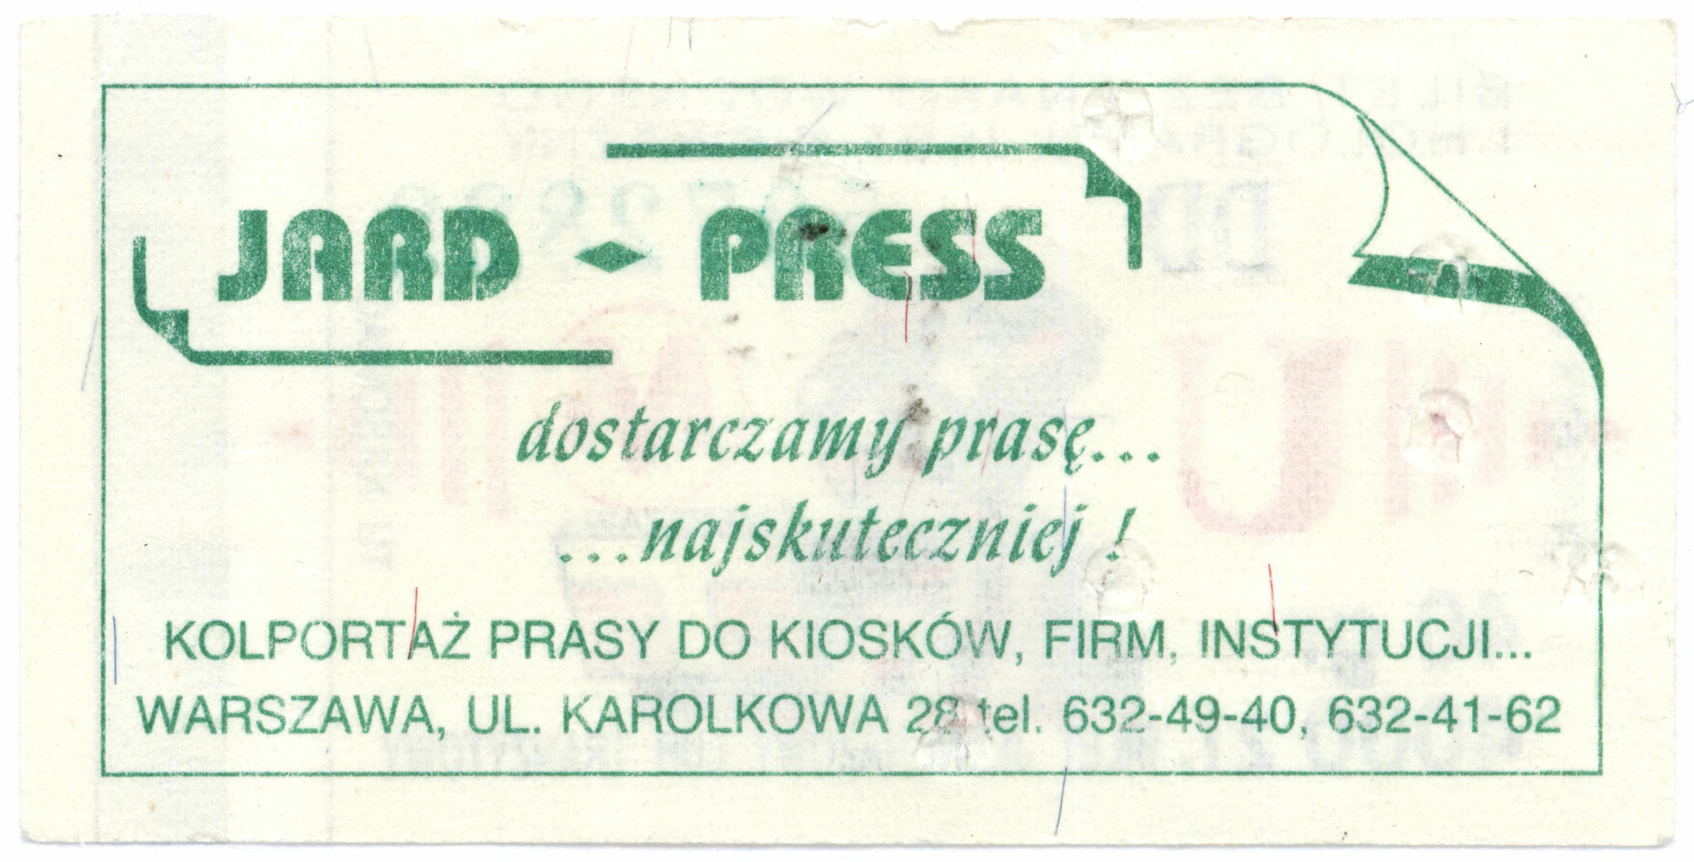 JARD PRESS
dostarczamy prasę...
...najskuteczniej !
KOLPORTAŻ PRASY DO KIOSKÓW, FIRM, INSTYTUCJI...
WARSZAWA, UL. KAROLKOWA 28 tel. 632-49-40, 632-41-62